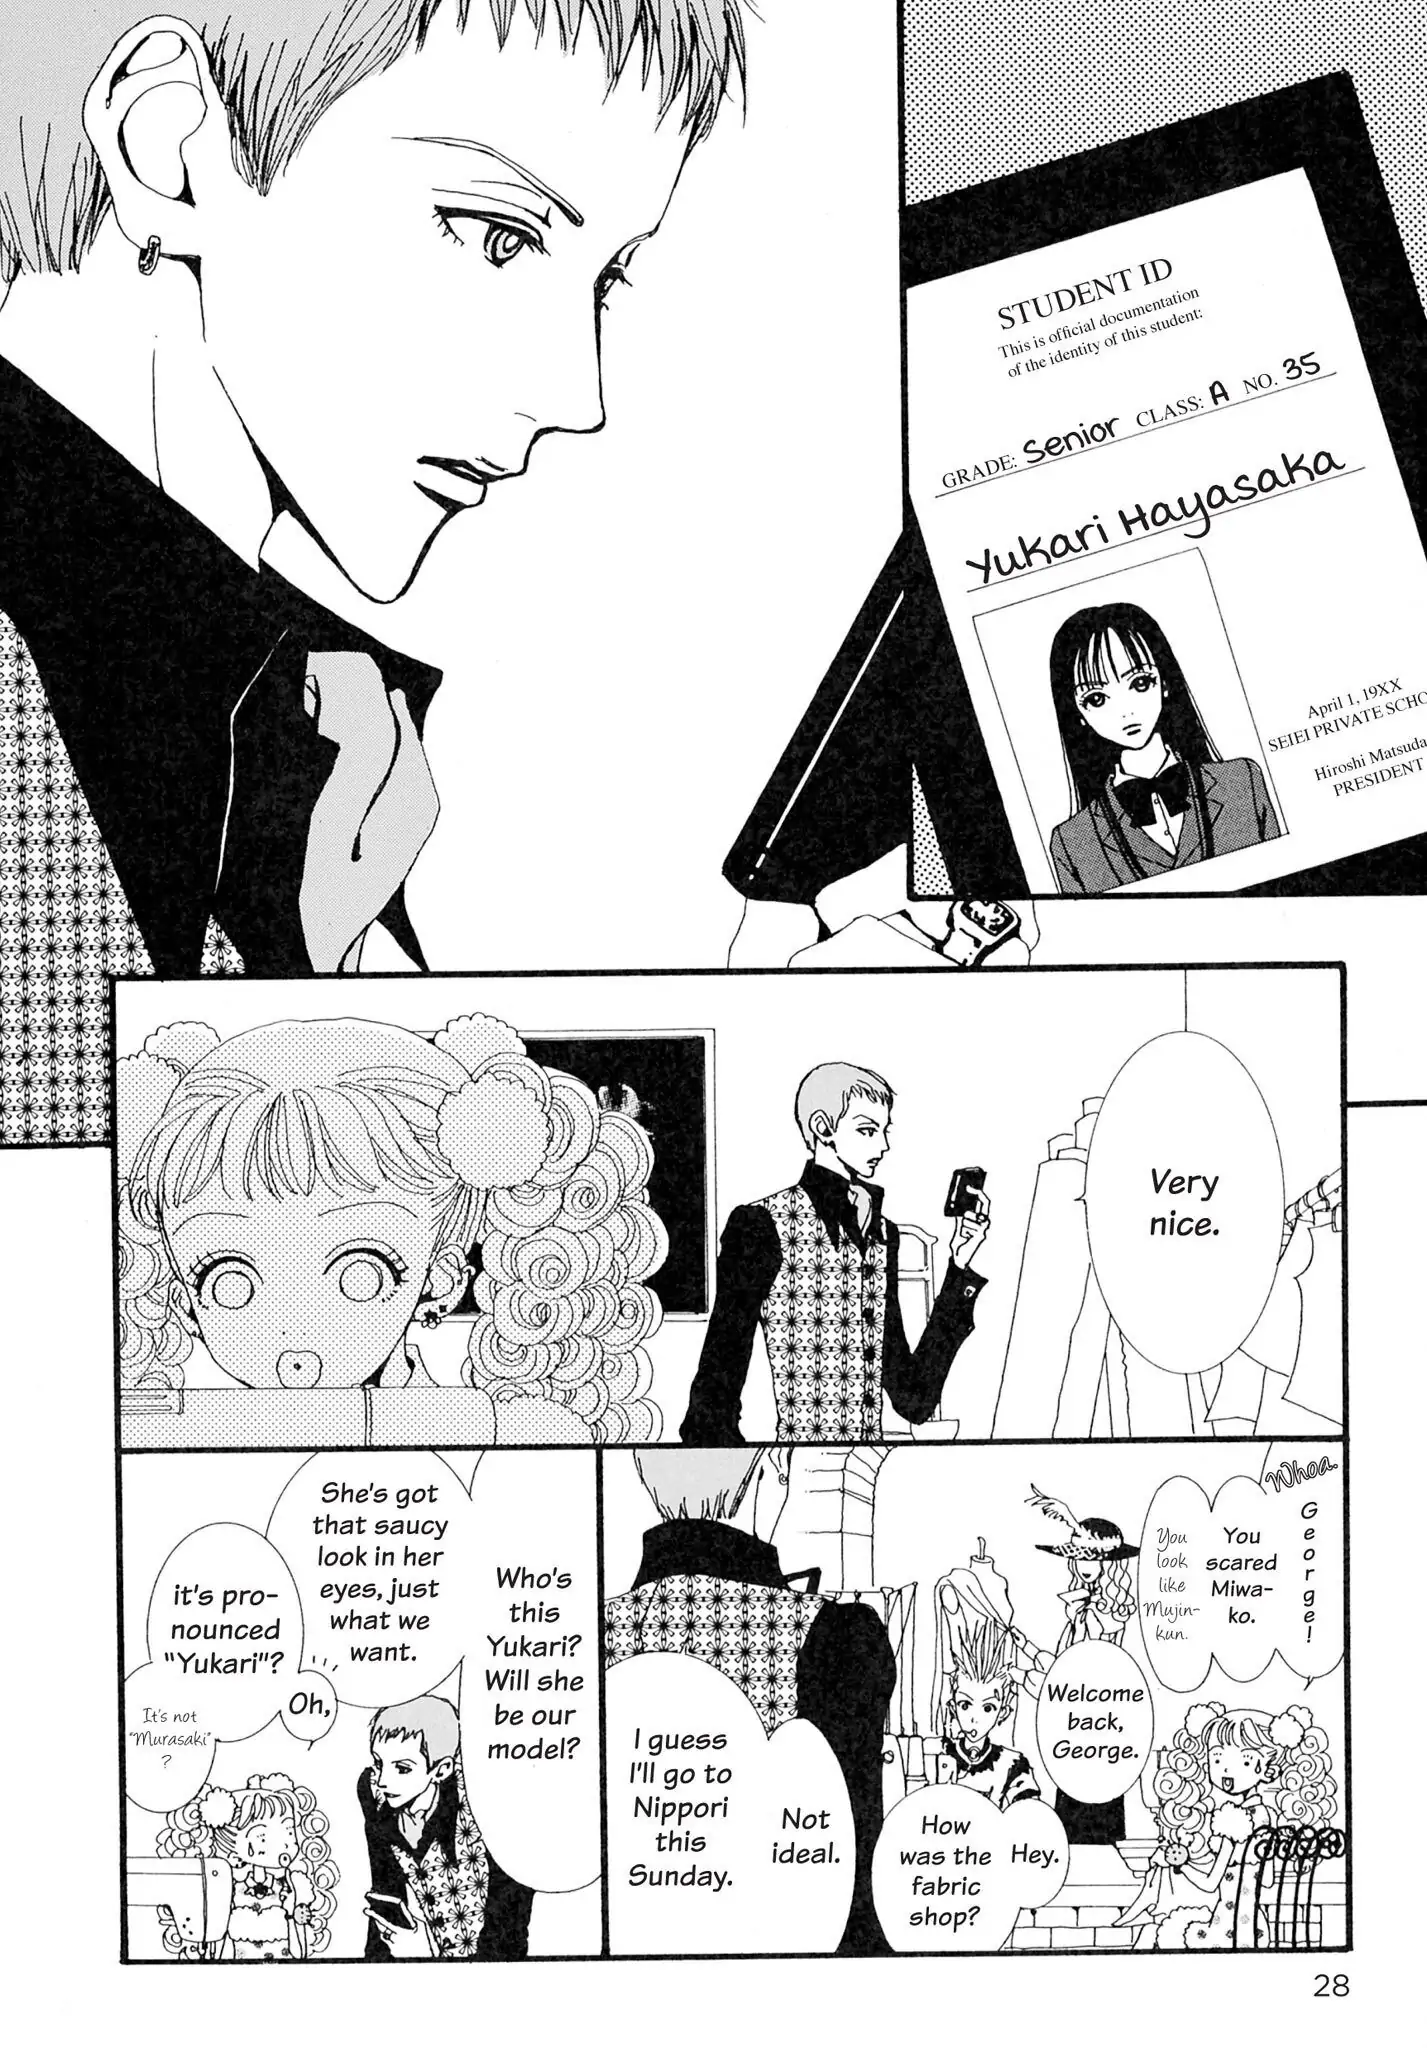 STUDENT ID
This is official documentation
of the identity of this student:
GRADE: Senior CLASS: A NO. 35
Yukari Hayasaka
April 1, 19XX
SEIEI PRIVATE SCHO
Hiroshi Matsuda
PRESIDENT
Very
nice.
Whoa.
George!
You
scared
Miwa-
ko.
You
look
like
Mujin-
kun.
Welcome
back,
George.
Hey.
How
was the
fabric
shop?
Not
ideal.
I guess
I'll go to
Nippori
this
Sunday.
Who's
this
Yukari?
Will she
be our
model?
She's got
that saucy
look in her
eyes, just
what we
want.
Oh,
it's pro-
nounced
"Yukari"?
It's not
"Murasaki"
?
28